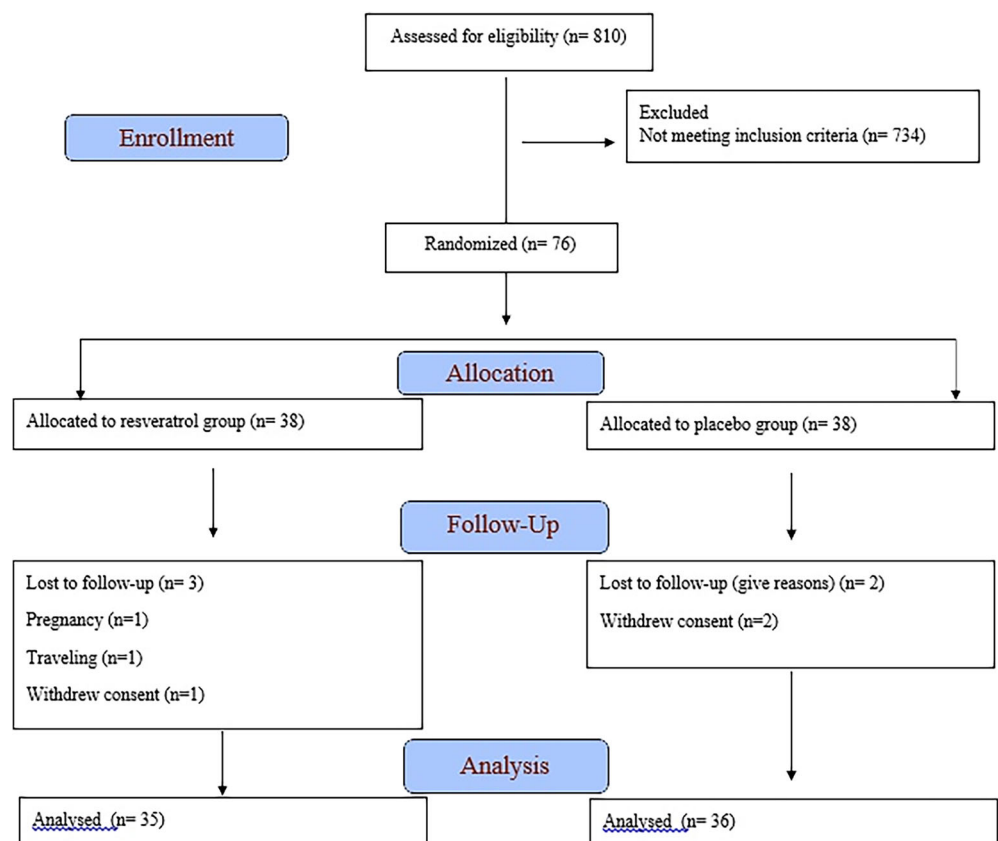 Assessed for eligibility (n= 810)
Enrollment
Excluded
Not meeting inclusion criteria (n= 734)
Randomized (n= 76)
Allocation
Allocated to resveratrol group (n= 38)
Allocated to placebo group (n= 38)
Follow-Up
Lost to follow-up (n= 3)
Pregnancy (n=1)
Traveling (n=1)
Withdrew consent (n=1)
Lost to follow-up (give reasons) (n= 2)
Withdrew consent (n=2)
Analysis
Analysed (n= 35)
Analysed (n= 36)